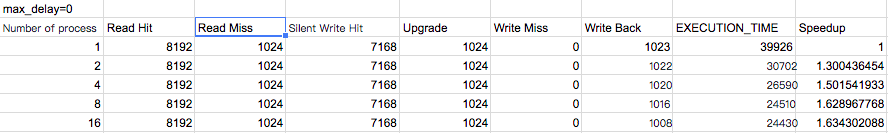 max_delay=0
Number of process Read Hit Read Miss Silent Write Hit Upgrade Write Miss Write Back EXECUTION_TIME Speedup
1 8192 1024 7168 1024 0 1023 39926 1
2 8192 1024 7168 1024 0 1022 30702 1.300436454
4 8192 1024 7168 1024 0 1020 26590 1.501541933
8 8192 1024 7168 1024 0 1016 24510 1.628967768
16 8192 1024 7168 1024 0 1008 24430 1.634302088